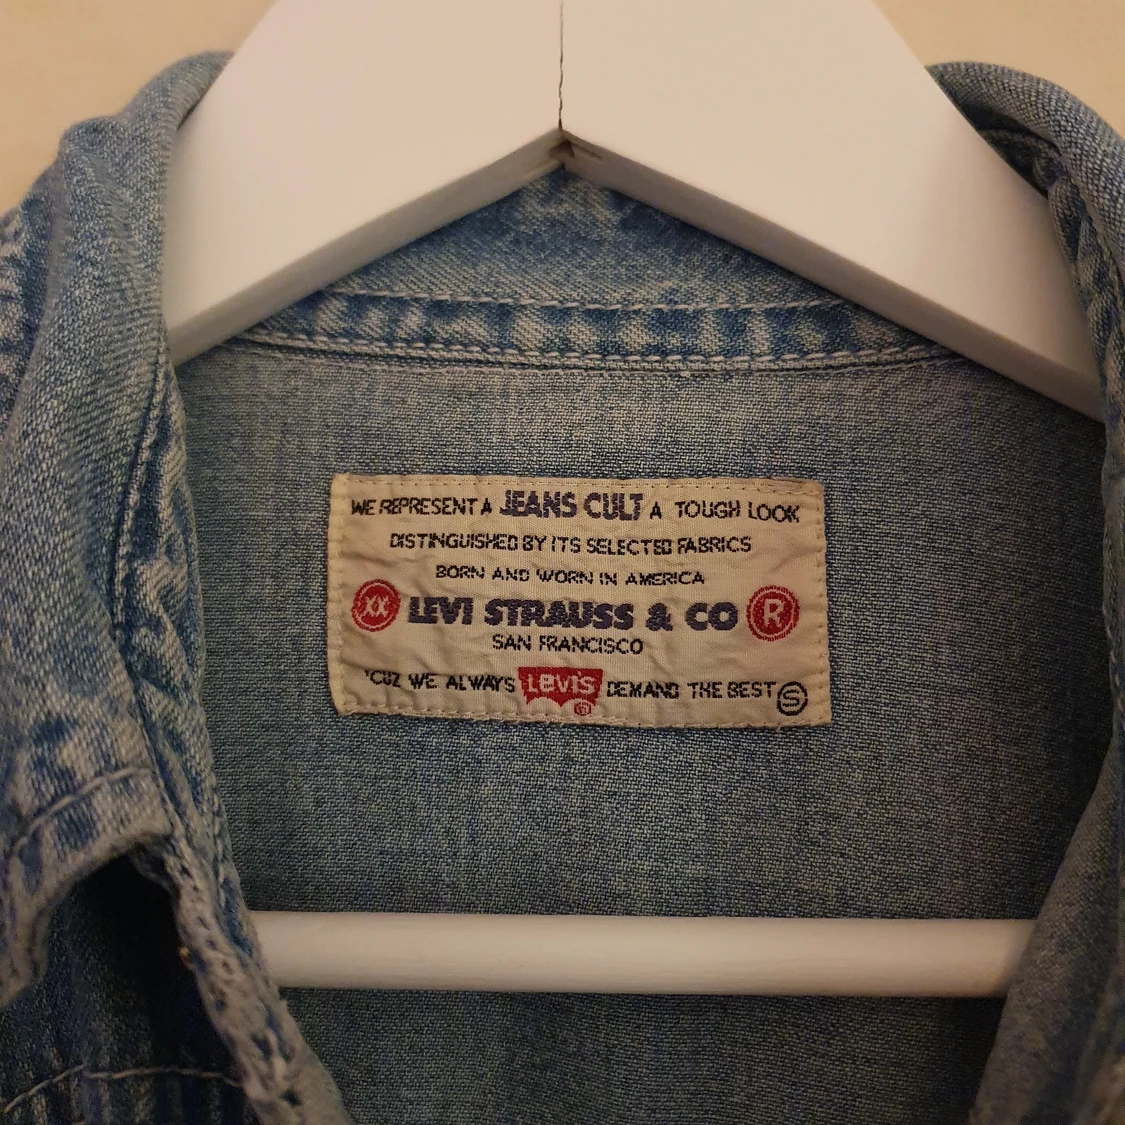 WE REPRESENT A JEANS CULT A TOUGH LOOK
DISTINGUISHED BY ITS SELECTED FABRICS
BORN AND WORN IN AMERICA
XX LEVI STRAUSS & CO R
SAN FRANCISCO
'CUZ WE ALWAYS LEVI'S ® DEMAND THE BEST S